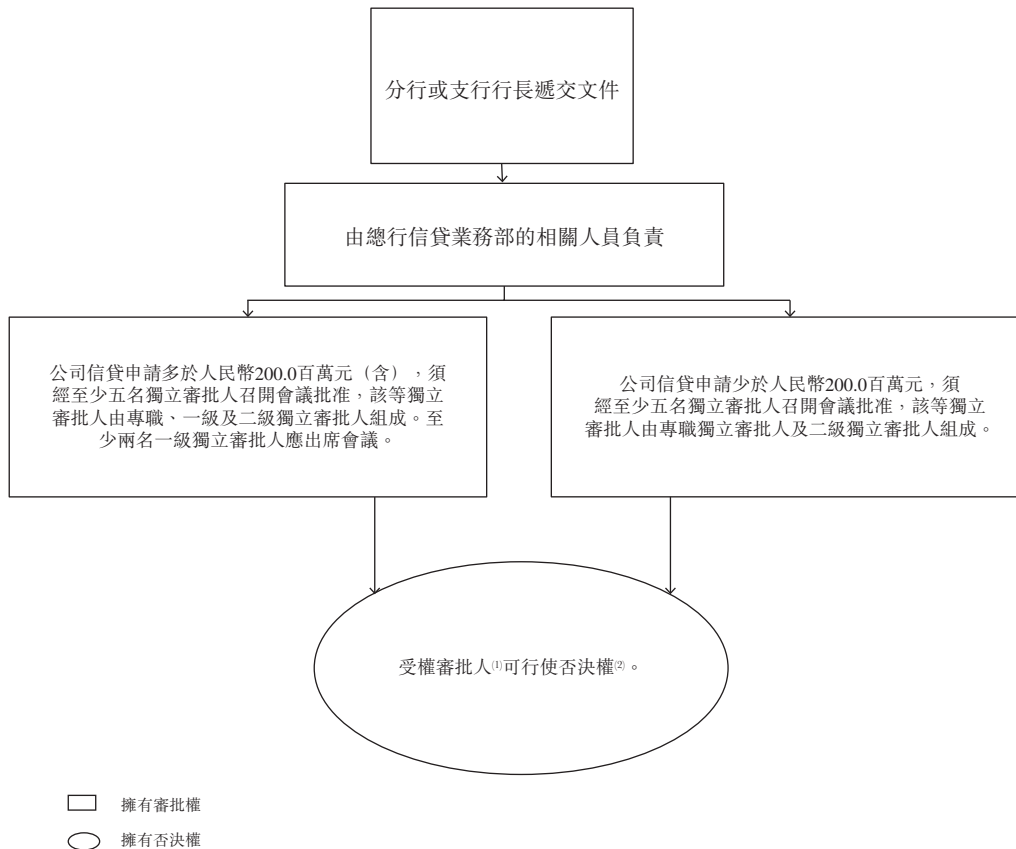 分行或支行行長遞交文件
由總行信貸業務部的相關人員負責
公司信貸申請多於人民幣200.0百萬元（含），須
經至少五名獨立審批人召開會議批准，該等獨立
審批人由專職、一級及二級獨立審批人組成。至
少兩名一級獨立審批人應出席會議。
公司信貸申請少於人民幣200.0百萬元，須
經至少五名獨立審批人召開會議批准，該等獨立
審批人由專職獨立審批人及二級獨立審批人組成。
受權審批人(1)可行使否決權(2)。
擁有審批權
擁有否決權